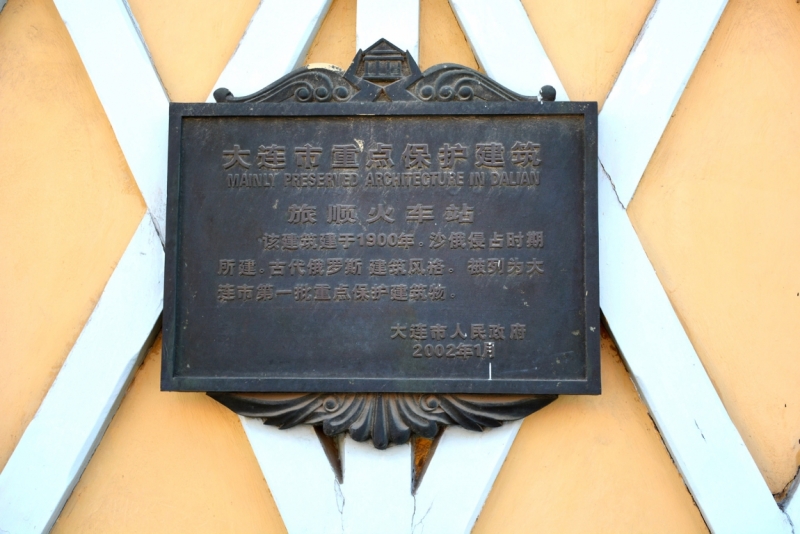 大连市重点保护建筑
MAINLY PRESERVED ARCHITECTURE IN DALIAN
旅顺火车站
该建筑建于1900年。沙俄侵占时期
所建。古代俄罗斯 建筑风格。 被列为大
连市第一批重点保护建筑物。
大连市人民政府
2002年1月